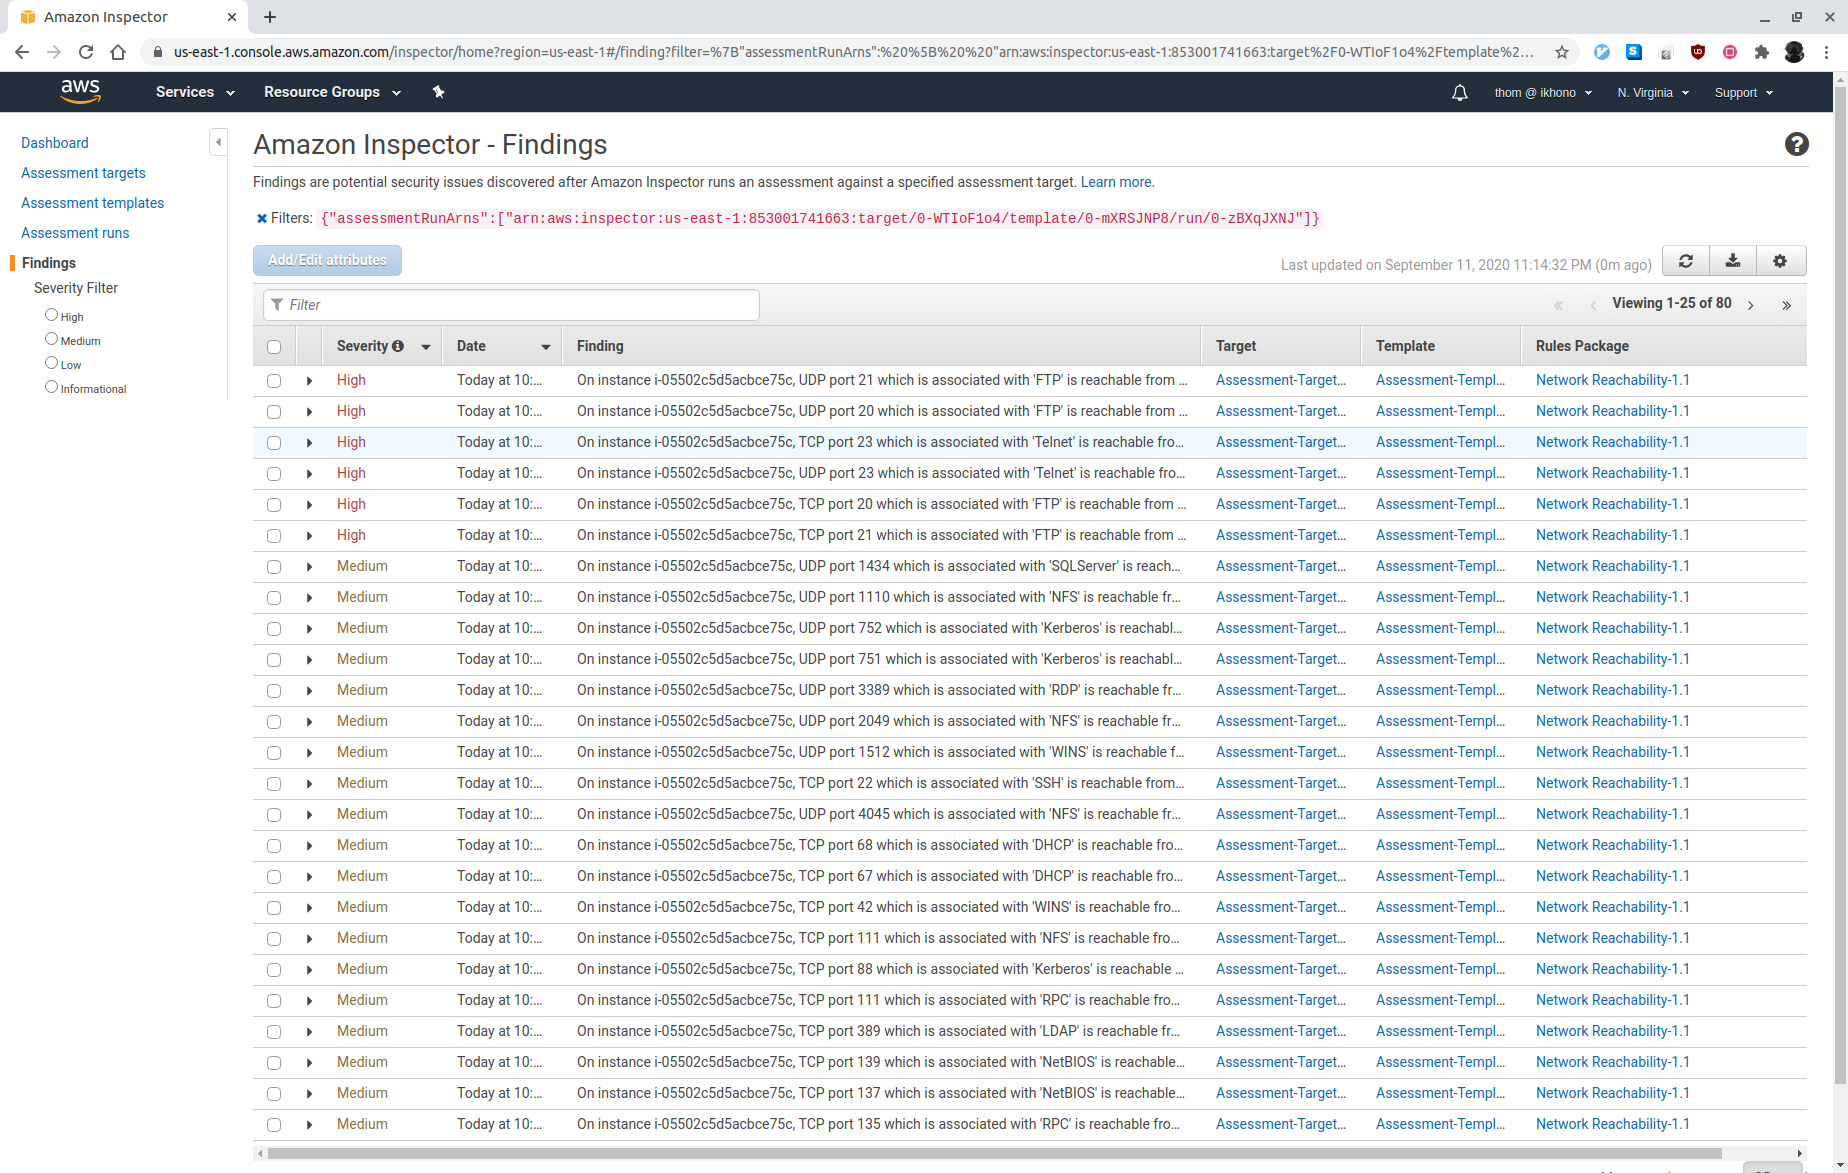 Amazon Inspector
us-east-1.console.aws.amazon.com/inspector/home?region=us-east-1#/finding?filter=%7B"assessmentRunArns":%20%5B%20%20"arn:aws:inspector:us-east-1:853001741663:target%2F0-WTIoF1o4%2Ftemplate%2...
aws Services Resource Groups thom @ ikhono N. Virginia Support
Dashboard
Assessment targets
Assessment templates
Assessment runs
Findings
Severity Filter
High
Medium
Low
Informational
Amazon Inspector - Findings
Findings are potential security issues discovered after Amazon Inspector runs an assessment against a specified assessment target. Learn more.
Filters: {"assessmentRunArns":["arn:aws:inspector:us-east-1:853001741663:target/0-WTIoF1o4/template/0-mXRSJNP8/run/0-zBXqJXNJ"]}
Add/Edit attributes
Last updated on September 11, 2020 11:14:32 PM (0m ago)
Filter
Viewing 1-25 of 80
Severity Date Finding Target Template Rules Package
High Today at 10:... On instance i-05502c5d5acbce75c, UDP port 21 which is associated with 'FTP' is reachable from ... Assessment-Target... Assessment-Templ... Network Reachability-1.1
High Today at 10:... On instance i-05502c5d5acbce75c, UDP port 20 which is associated with 'FTP' is reachable from ... Assessment-Target... Assessment-Templ... Network Reachability-1.1
High Today at 10:... On instance i-05502c5d5acbce75c, TCP port 23 which is associated with 'Telnet' is reachable fro... Assessment-Target... Assessment-Templ... Network Reachability-1.1
High Today at 10:... On instance i-05502c5d5acbce75c, UDP port 23 which is associated with 'Telnet' is reachable fro... Assessment-Target... Assessment-Templ... Network Reachability-1.1
High Today at 10:... On instance i-05502c5d5acbce75c, TCP port 20 which is associated with 'FTP' is reachable from ... Assessment-Target... Assessment-Templ... Network Reachability-1.1
High Today at 10:... On instance i-05502c5d5acbce75c, TCP port 21 which is associated with 'FTP' is reachable from ... Assessment-Target... Assessment-Templ... Network Reachability-1.1
Medium Today at 10:... On instance i-05502c5d5acbce75c, UDP port 1434 which is associated with 'SQLServer' is reach... Assessment-Target... Assessment-Templ... Network Reachability-1.1
Medium Today at 10:... On instance i-05502c5d5acbce75c, UDP port 1110 which is associated with 'NFS' is reachable fr... Assessment-Target... Assessment-Templ... Network Reachability-1.1
Medium Today at 10:... On instance i-05502c5d5acbce75c, UDP port 752 which is associated with 'Kerberos' is reachabl... Assessment-Target... Assessment-Templ... Network Reachability-1.1
Medium Today at 10:... On instance i-05502c5d5acbce75c, UDP port 751 which is associated with 'Kerberos' is reachabl... Assessment-Target... Assessment-Templ... Network Reachability-1.1
Medium Today at 10:... On instance i-05502c5d5acbce75c, UDP port 3389 which is associated with 'RDP' is reachable fr... Assessment-Target... Assessment-Templ... Network Reachability-1.1
Medium Today at 10:... On instance i-05502c5d5acbce75c, UDP port 2049 which is associated with 'NFS' is reachable fr... Assessment-Target... Assessment-Templ... Network Reachability-1.1
Medium Today at 10:... On instance i-05502c5d5acbce75c, UDP port 1512 which is associated with 'WINS' is reachable f... Assessment-Target... Assessment-Templ... Network Reachability-1.1
Medium Today at 10:... On instance i-05502c5d5acbce75c, TCP port 22 which is associated with 'SSH' is reachable from... Assessment-Target... Assessment-Templ... Network Reachability-1.1
Medium Today at 10:... On instance i-05502c5d5acbce75c, UDP port 4045 which is associated with 'NFS' is reachable fr... Assessment-Target... Assessment-Templ... Network Reachability-1.1
Medium Today at 10:... On instance i-05502c5d5acbce75c, TCP port 68 which is associated with 'DHCP' is reachable fro... Assessment-Target... Assessment-Templ... Network Reachability-1.1
Medium Today at 10:... On instance i-05502c5d5acbce75c, TCP port 67 which is associated with 'DHCP' is reachable fro... Assessment-Target... Assessment-Templ... Network Reachability-1.1
Medium Today at 10:... On instance i-05502c5d5acbce75c, TCP port 42 which is associated with 'WINS' is reachable fro... Assessment-Target... Assessment-Templ... Network Reachability-1.1
Medium Today at 10:... On instance i-05502c5d5acbce75c, TCP port 111 which is associated with 'NFS' is reachable fro... Assessment-Target... Assessment-Templ... Network Reachability-1.1
Medium Today at 10:... On instance i-05502c5d5acbce75c, TCP port 88 which is associated with 'Kerberos' is reachable ... Assessment-Target... Assessment-Templ... Network Reachability-1.1
Medium Today at 10:... On instance i-05502c5d5acbce75c, TCP port 111 which is associated with 'RPC' is reachable fro... Assessment-Target... Assessment-Templ... Network Reachability-1.1
Medium Today at 10:... On instance i-05502c5d5acbce75c, TCP port 389 which is associated with 'LDAP' is reachable fr... Assessment-Target... Assessment-Templ... Network Reachability-1.1
Medium Today at 10:... On instance i-05502c5d5acbce75c, TCP port 139 which is associated with 'NetBIOS' is reachable... Assessment-Target... Assessment-Templ... Network Reachability-1.1
Medium Today at 10:... On instance i-05502c5d5acbce75c, TCP port 137 which is associated with 'NetBIOS' is reachable... Assessment-Target... Assessment-Templ... Network Reachability-1.1
Medium Today at 10:... On instance i-05502c5d5acbce75c, TCP port 135 which is associated with 'RPC' is reachable fro... Assessment-Target... Assessment-Templ... Network Reachability-1.1